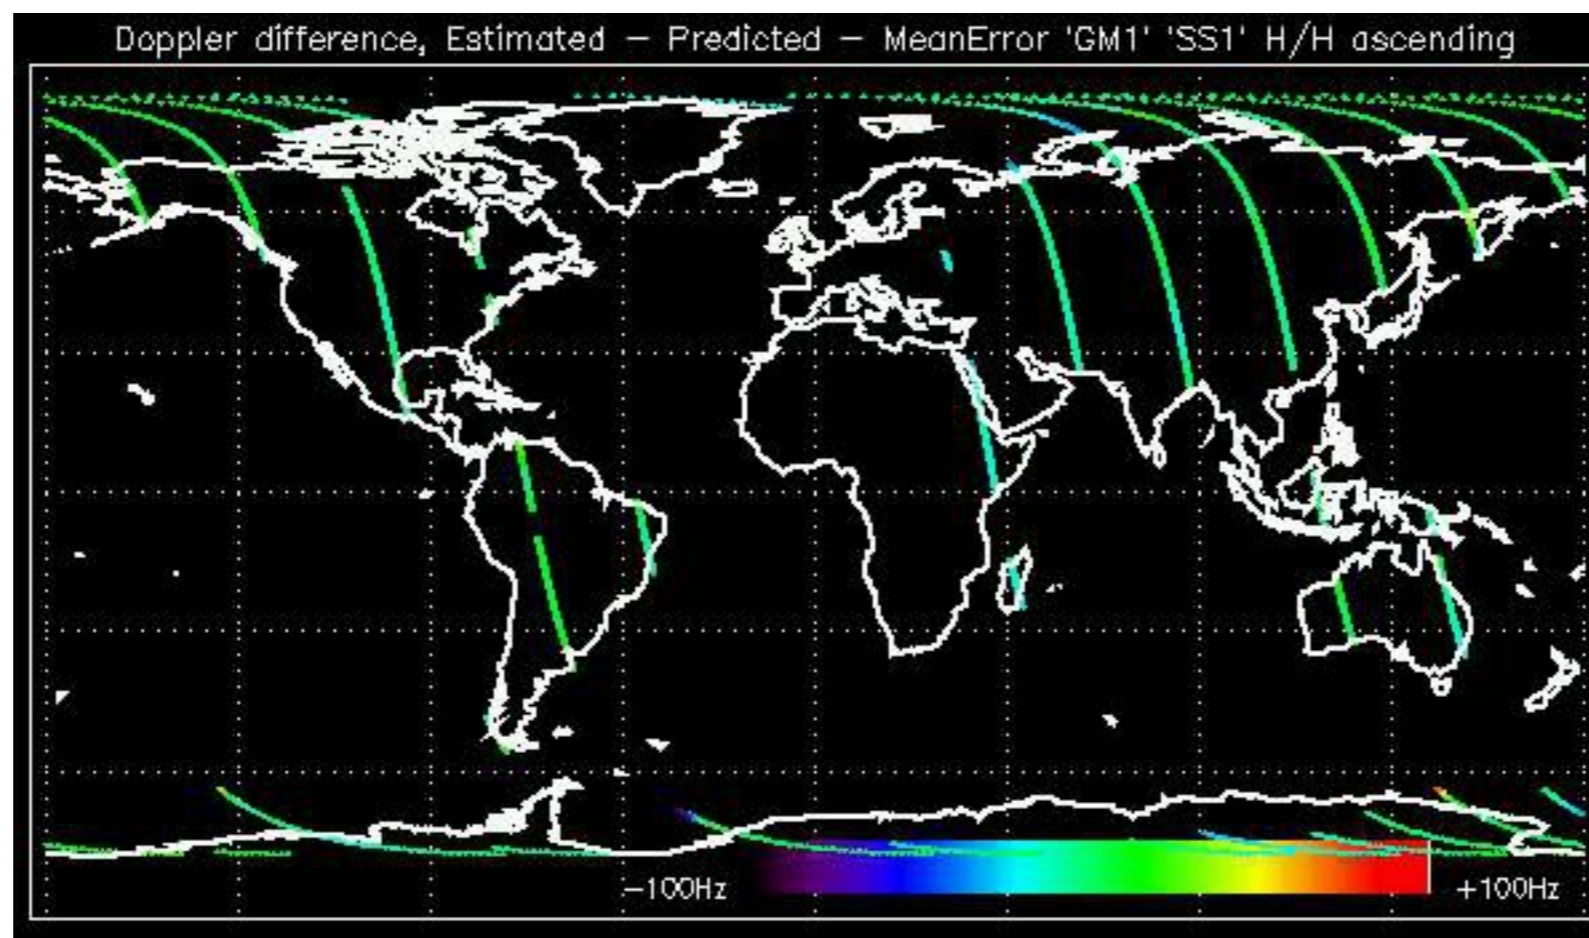 Doppler difference, Estimated – Predicted – MeanError 'GM1' 'SS1' H/H ascending
–100Hz +100Hz